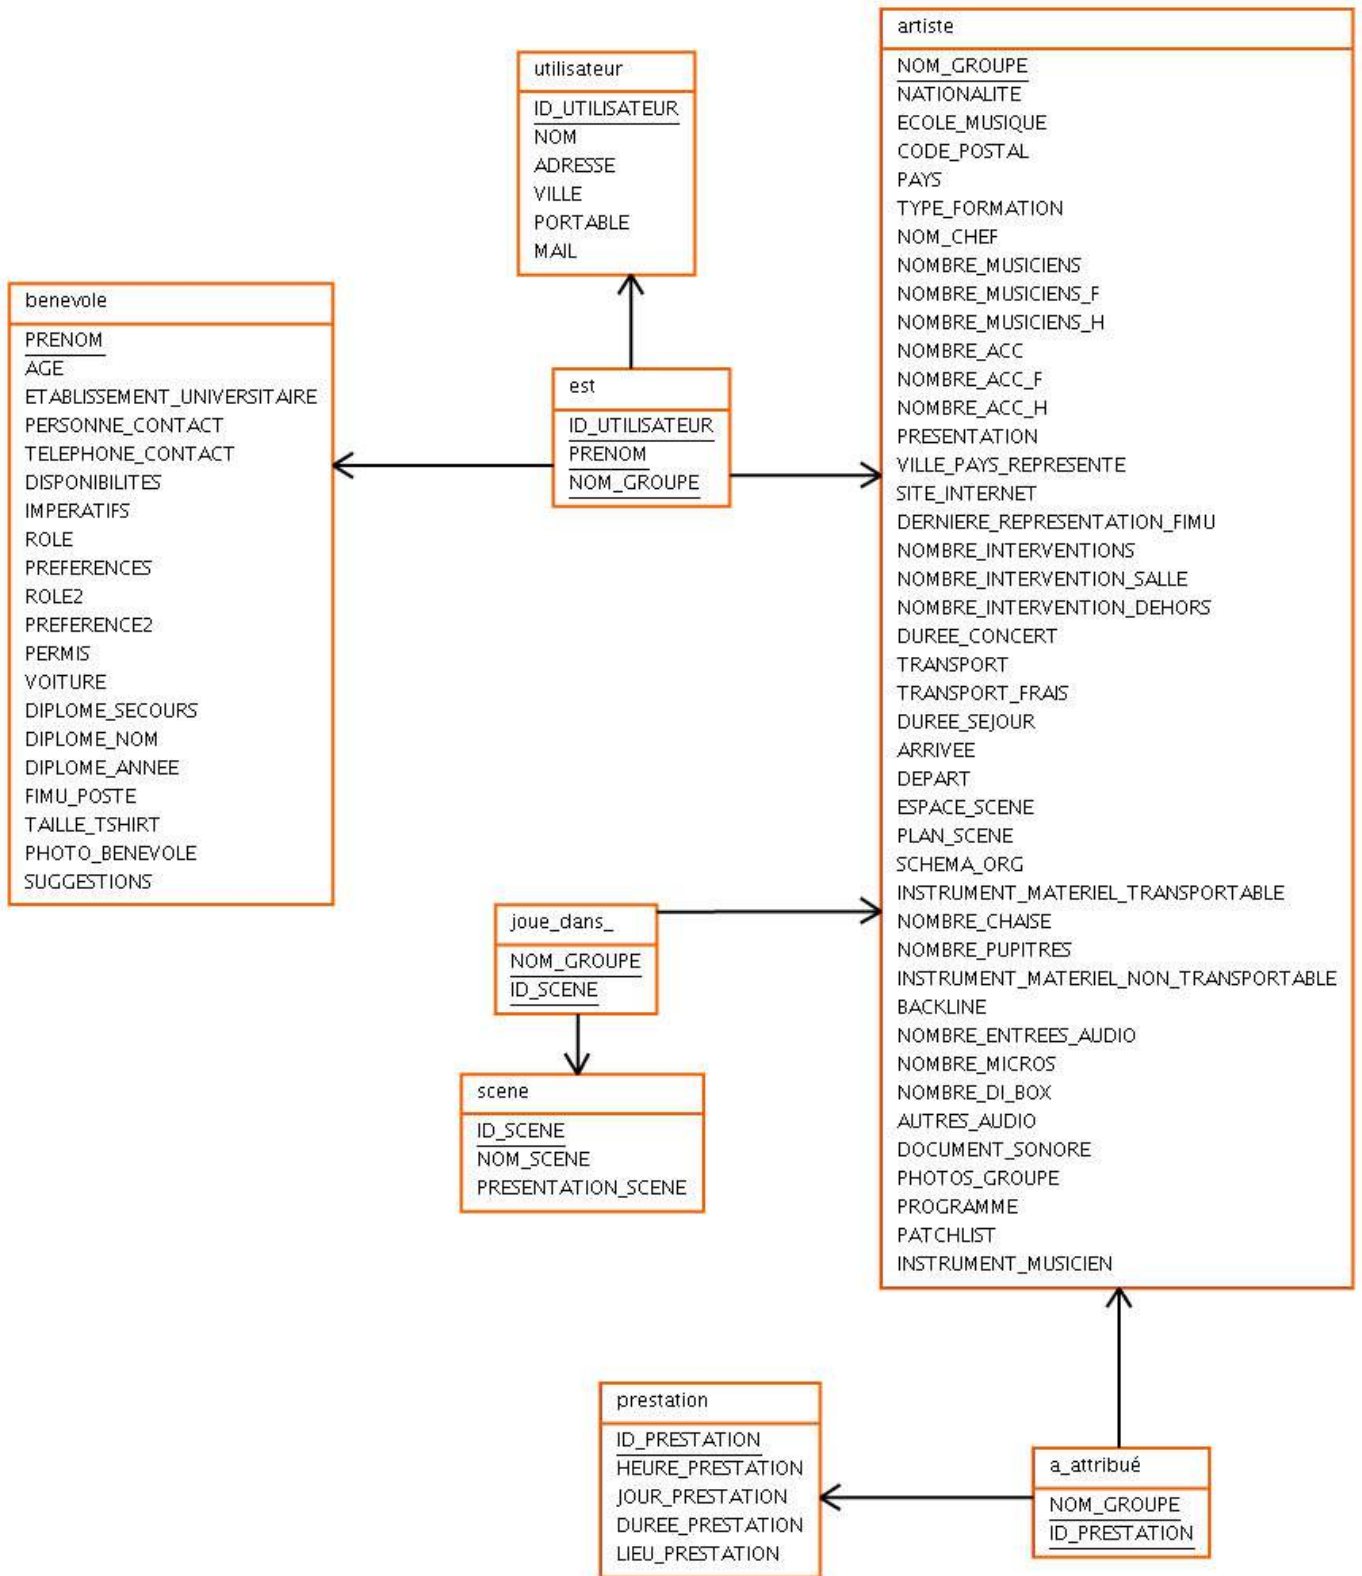 utilisateur
ID_UTILISATEUR
NOM
ADRESSE
VILLE
PORTABLE
MAIL
benevole
PRENOM
AGE
ETABLISSEMENT_UNIVERSITAIRE
PERSONNE_CONTACT
TELEPHONE_CONTACT
DISPONIBILITES
IMPERATIFS
ROLE
PREFERENCES
ROLE2
PREFERENCE2
PERMIS
VOITURE
DIPLOME_SECOURS
DIPLOME_NOM
DIPLOME_ANNEE
FIMU_POSTE
TAILLE_TSHIRT
PHOTO_BENEVOLE
SUGGESTIONS
est
ID_UTILISATEUR
PRENOM
NOM_GROUPE
artiste
NOM_GROUPE
NATIONALITE
ECOLE_MUSIQUE
CODE_POSTAL
PAYS
TYPE_FORMATION
NOM_CHEF
NOMBRE_MUSICIENS
NOMBRE_MUSICIENS_F
NOMBRE_MUSICIENS_H
NOMBRE_ACC
NOMBRE_ACC_F
NOMBRE_ACC_H
PRESENTATION
VILLE_PAYS_REPRESENTE
SITE_INTERNET
DERNIERE_REPRESENTATION_FIMU
NOMBRE_INTERVENTIONS
NOMBRE_INTERVENTION_SALLE
NOMBRE_INTERVENTION_DEHORS
DUREE_CONCERT
TRANSPORT
TRANSPORT_FRAIS
DUREE_SEJOUR
ARRIVEE
DEPART
ESPACE_SCENE
PLAN_SCENE
SCHEMA_ORG
INSTRUMENT_MATERIEL_TRANSPORTABLE
NOMBRE_CHAISE
NOMBRE_PUPITRES
INSTRUMENT_MATERIEL_NON_TRANSPORTABLE
BACKLINE
NOMBRE_ENTREES_AUDIO
NOMBRE_MICROS
NOMBRE_DI_BOX
AUTRES_AUDIO
DOCUMENT_SONORE
PHOTOS_GROUPE
PROGRAMME
PATCHLIST
INSTRUMENT_MUSICIEN
joue_dans_
NOM_GROUPE
ID_SCENE
scene
ID_SCENE
NOM_SCENE
PRESENTATION_SCENE
prestation
ID_PRESTATION
HEURE_PRESTATION
JOUR_PRESTATION
DUREE_PRESTATION
LIEU_PRESTATION
a_attribué
NOM_GROUPE
ID_PRESTATION